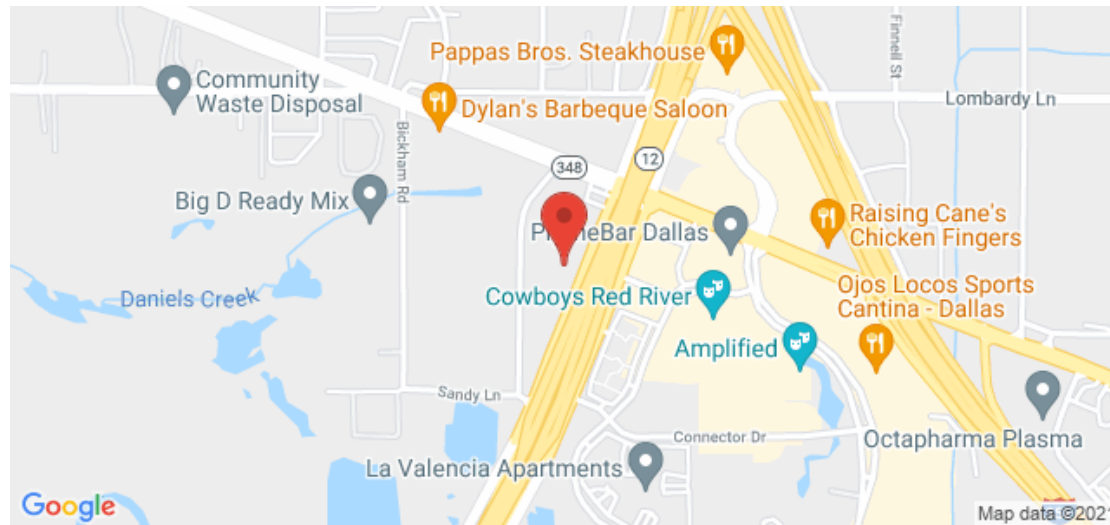 Pappas Bros. Steakhouse
Finnell St
Community
Waste Disposal
Dylan's Barbeque Saloon
Lombardy Ln
Bickham Rd
348
12
Big D Ready Mix
Dallas
Raising Cane's
Chicken Fingers
Daniels Creek
Cowboys Red River
Ojos Locos Sports
Cantina - Dallas
Amplified
Sandy Ln
Connector Dr
Octapharma Plasma
La Valencia Apartments
Google
Map data ©2021